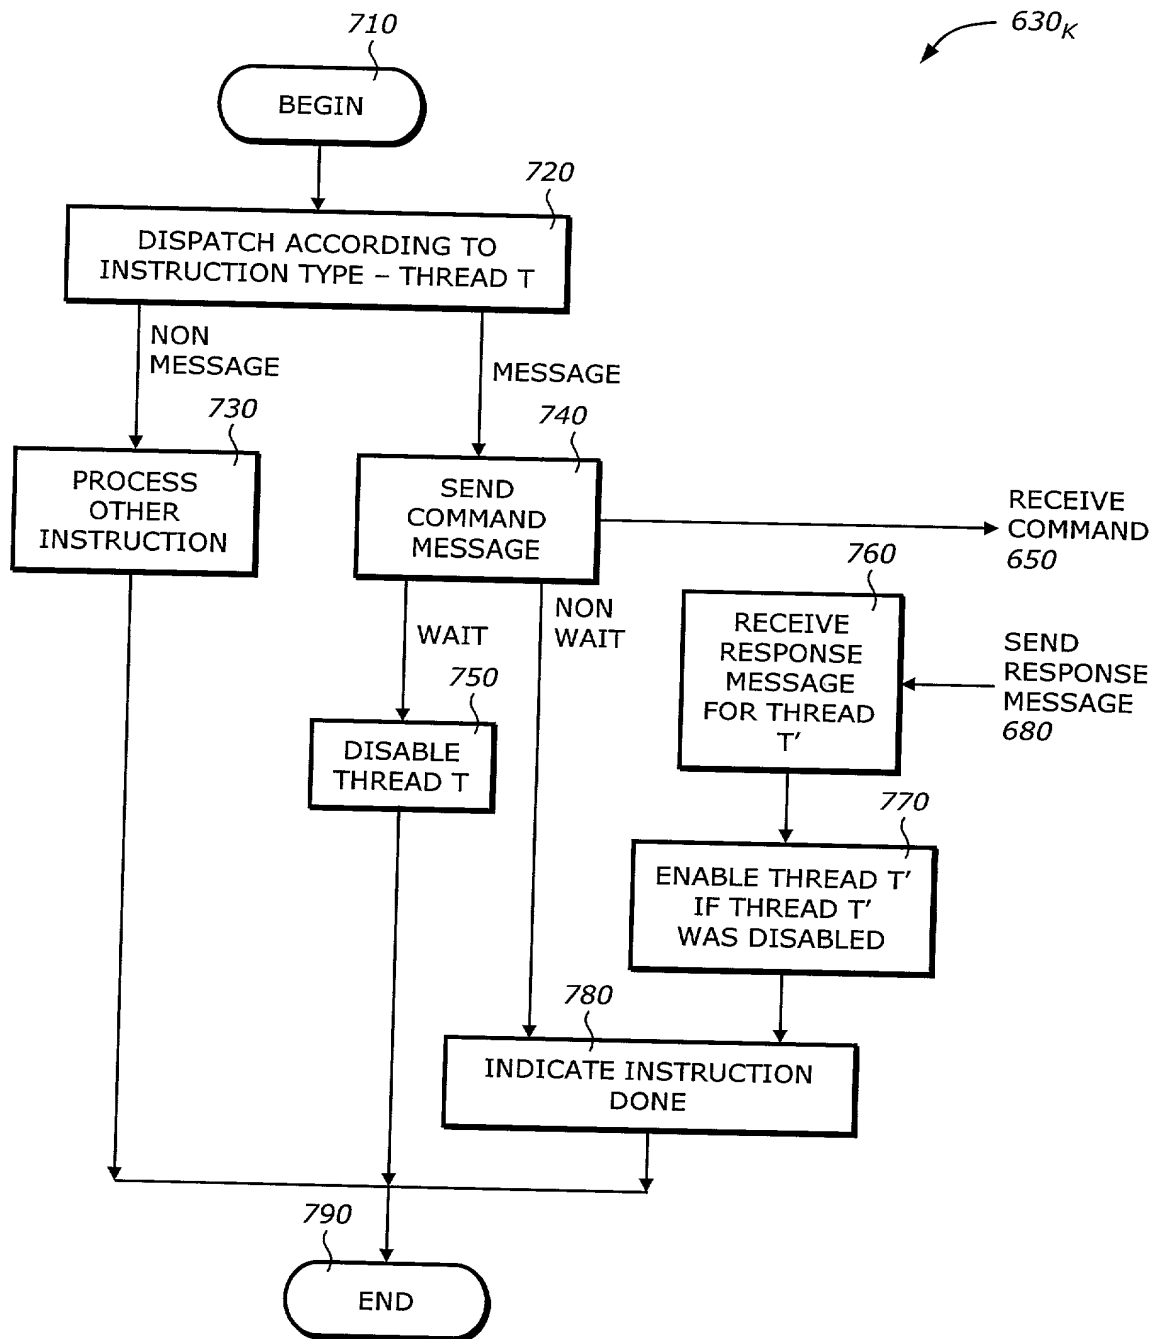 710
630K
BEGIN
720
DISPATCH ACCORDING TO
INSTRUCTION TYPE – THREAD T
NON
MESSAGE
MESSAGE
730
740
PROCESS
OTHER
INSTRUCTION
SEND
COMMAND
MESSAGE
RECEIVE
COMMAND
650
WAIT
NON
WAIT
760
RECEIVE
RESPONSE
MESSAGE
FOR THREAD
T'
SEND
RESPONSE
MESSAGE
680
750
DISABLE
THREAD T
770
ENABLE THREAD T'
IF THREAD T'
WAS DISABLED
780
INDICATE INSTRUCTION
DONE
790
END